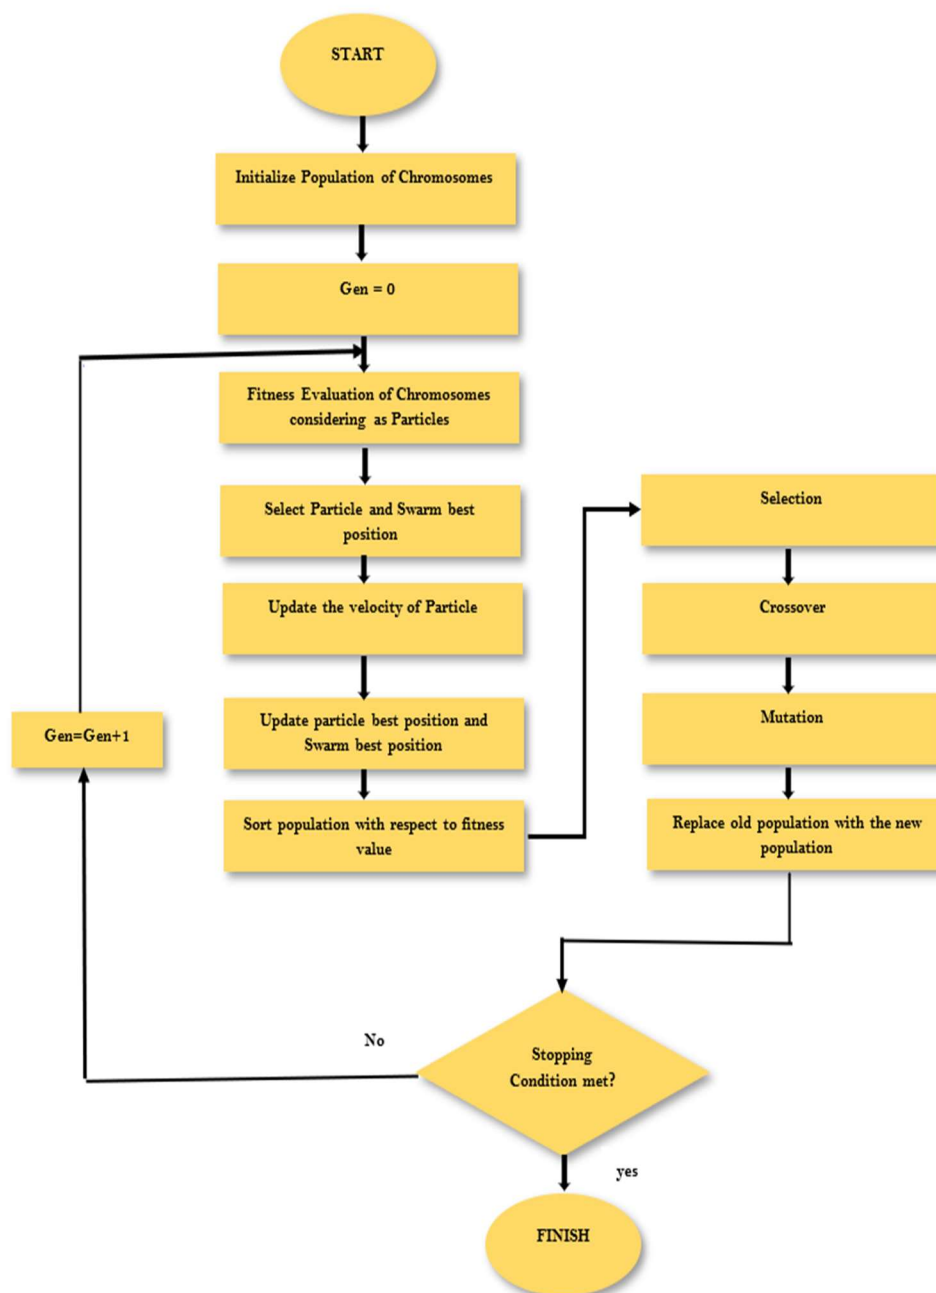 START
Initialize Population of Chromosomes
Gen = 0
Fitness Evaluation of Chromosomes
considering as Particles
Select Particle and Swarm best
position
Update the velocity of Particle
Update particle best position and
Swarm best position
Sort population with respect to fitness
value
Selection
Crossover
Mutation
Replace old population with the new
population
Gen=Gen+1
No
Stopping
Condition met?
yes
FINISH